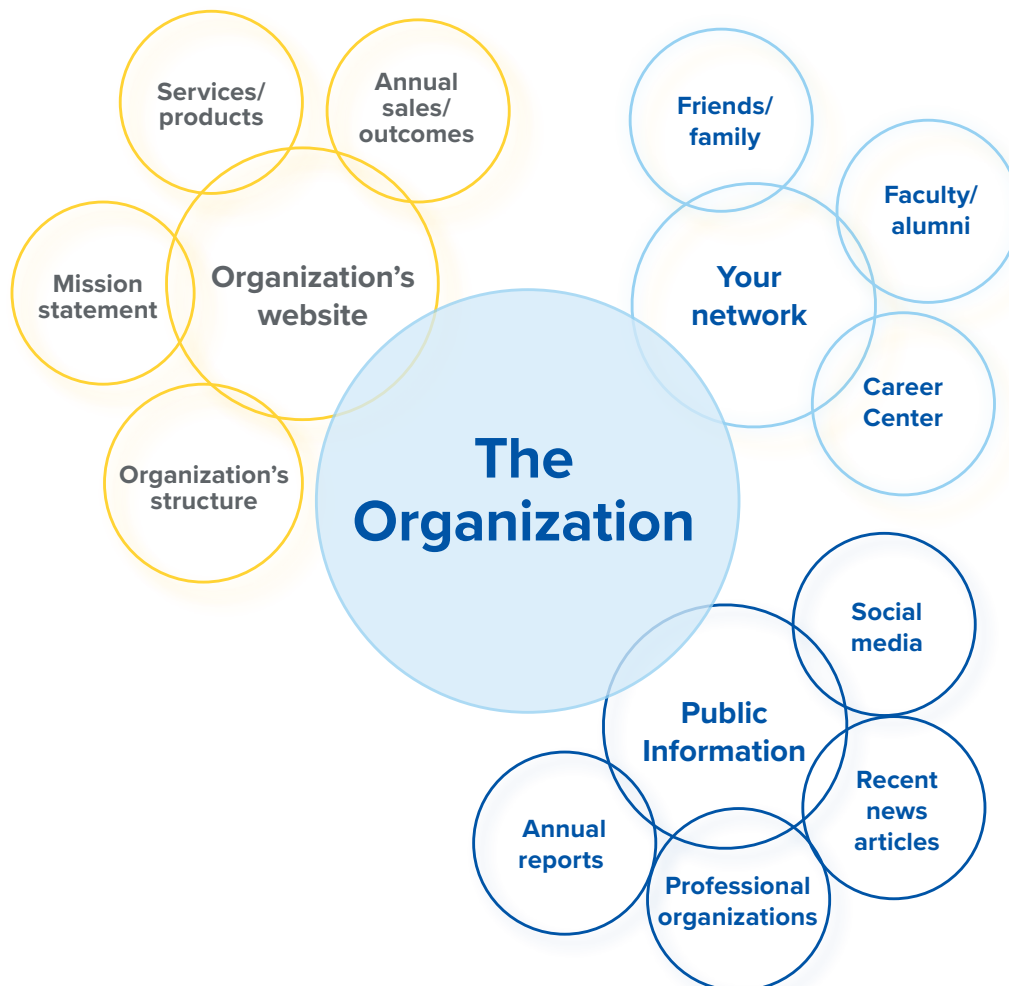 Services/
products
Annual
sales/
outcomes
Mission
statement
Organization’s
website
Organization’s
structure
Friends/
family
Faculty/
alumni
Your
network
Career
Center
The
Organization
Social
media
Public
Information
Recent
news
articles
Annual
reports
Professional
organizations